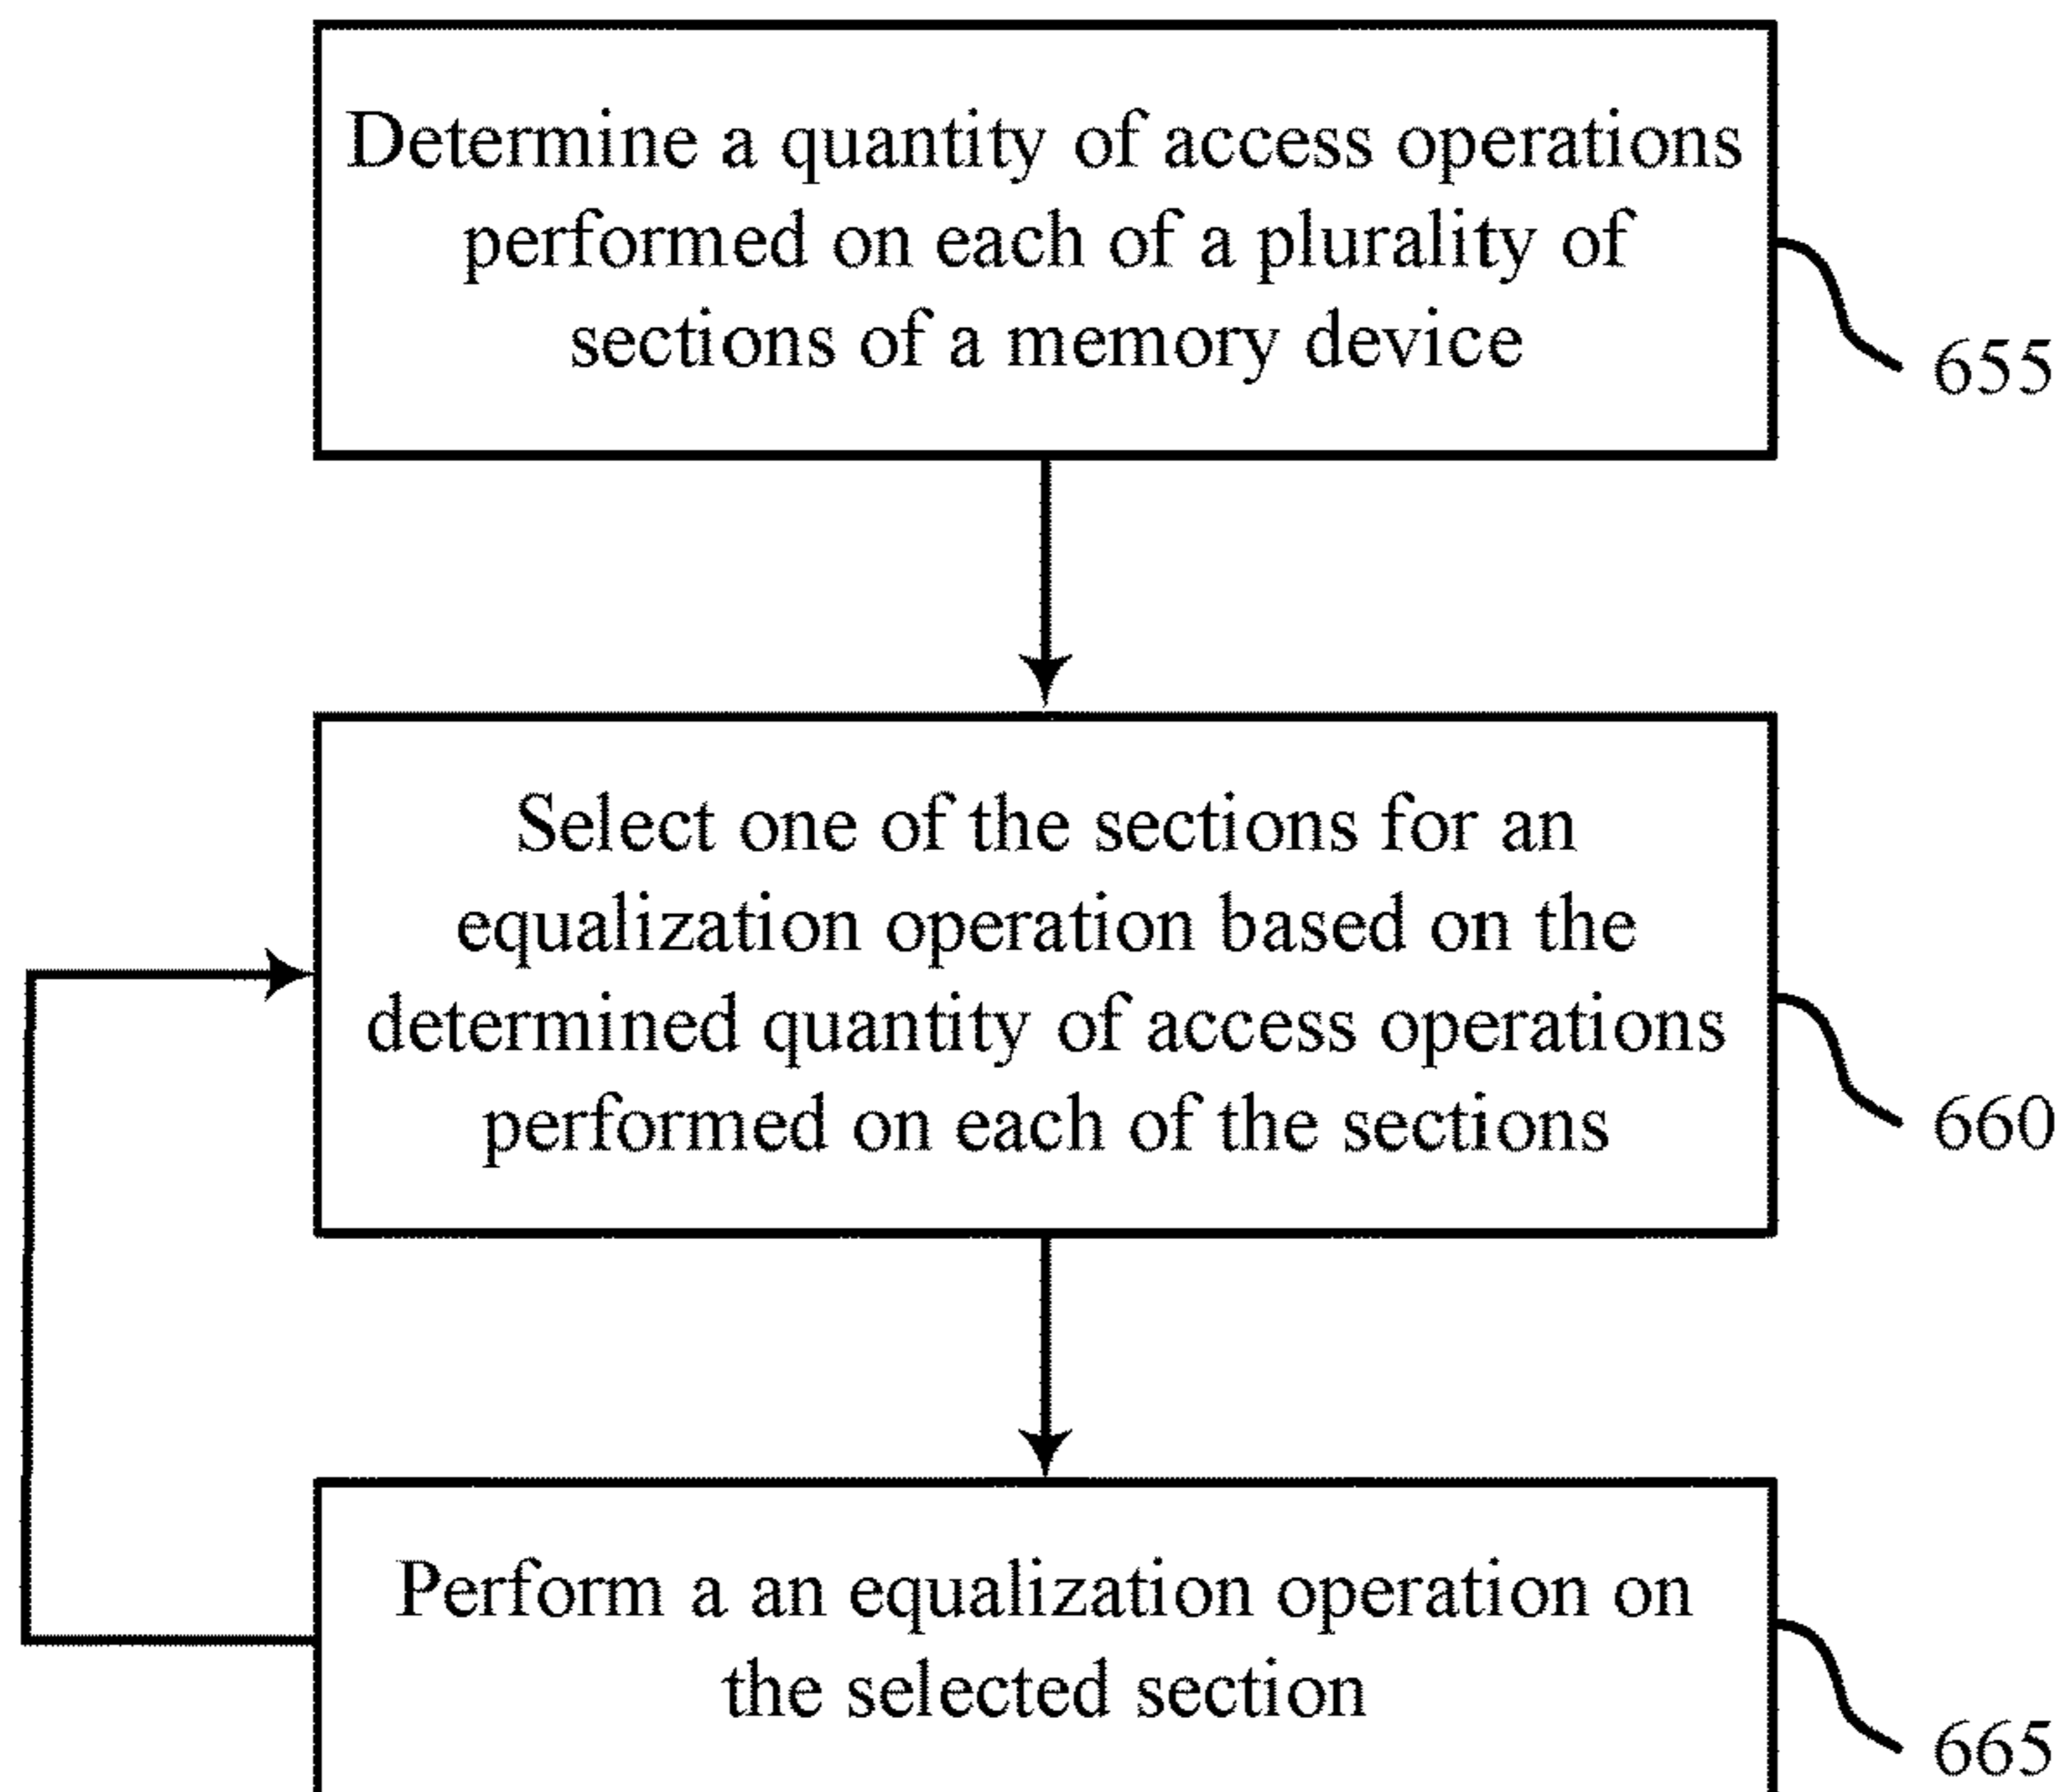 Determine a quantity of access operations
performed on each of a plurality of
sections of a memory device
655
Select one of the sections for an
equalization operation based on the
determined quantity of access operations
performed on each of the sections
660
Perform a an equalization operation on
the selected section
665